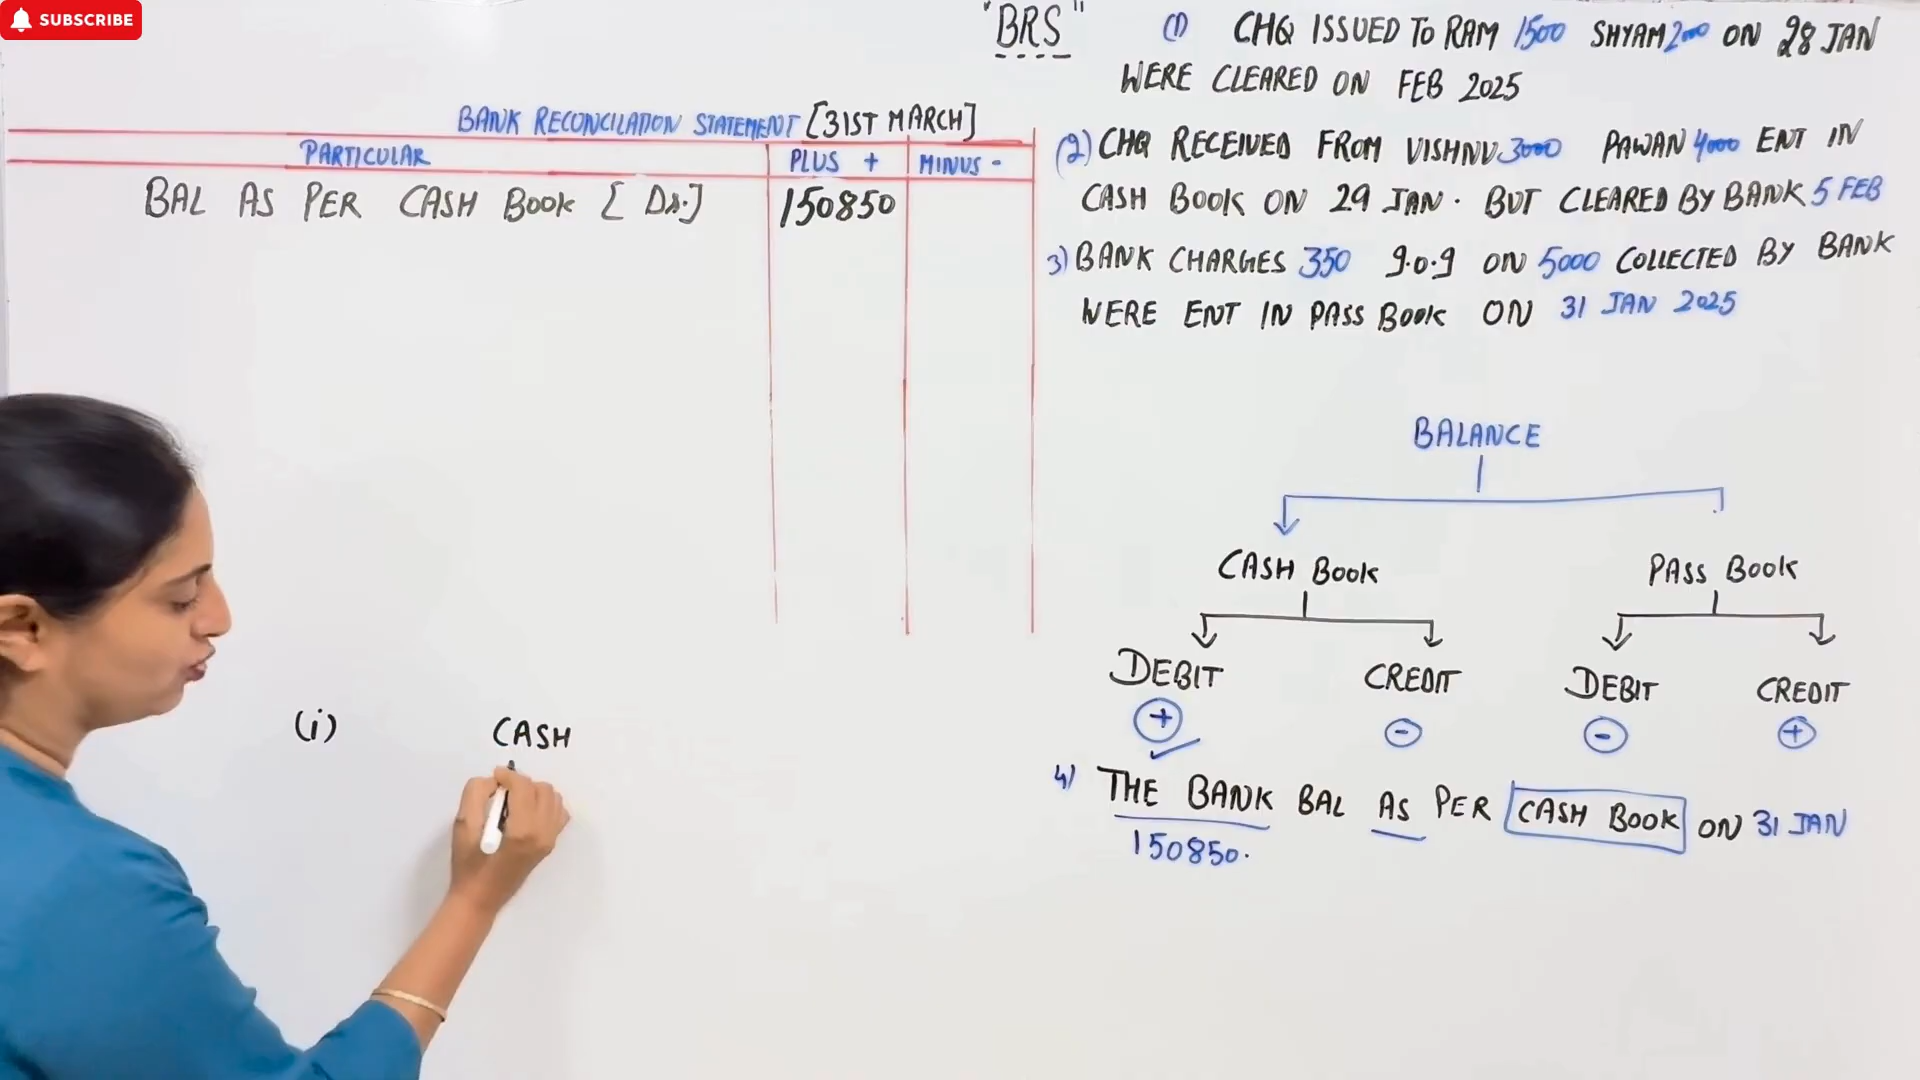 SUBSCRIBE
"BRS"
(1) CHQ ISSUED TO RAM 1500 SHYAM 2000 ON 28 JAN
WERE CLEARED ON FEB 2025
BANK RECONCILATION STATEMENT [31ST MARCH]
PARTICULAR PLUS + MINUS -
BAL AS PER CASH BOOK [Dr.] 150850
(2) CHQ RECEIVED FROM VISHNU 3000 PAWAN 4000 ENT IN
CASH BOOK ON 29 JAN. BUT CLEARED BY BANK 5 FEB
3) BANK CHARGES 350 g.o.g ON 5000 COLLECTED BY BANK
WERE ENT IN PASS BOOK ON 31 JAN 2025
BALANCE
CASH BOOK PASS BOOK
DEBIT CREDIT DEBIT CREDIT
+ - - +
4) THE BANK BAL AS PER CASH BOOK ON 31 JAN
150850.
(i) CASH